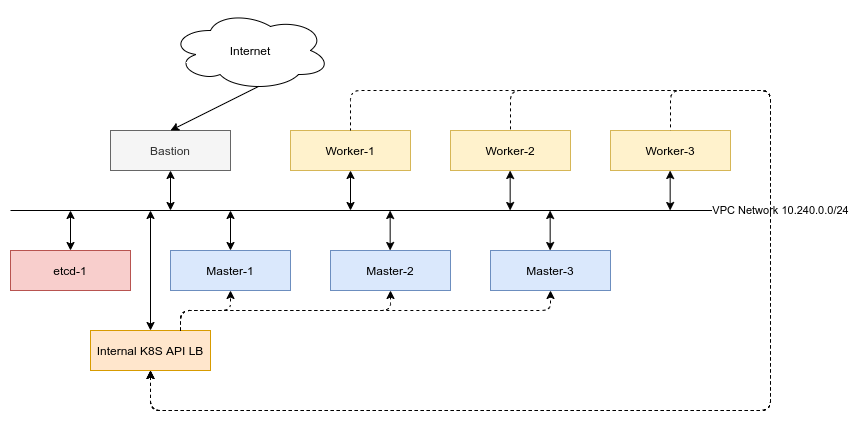 Internet
Bastion
Worker-1
Worker-2
Worker-3
VPC Network 10.240.0.0/24
etcd-1
Master-1
Master-2
Master-3
Internal K8S API LB